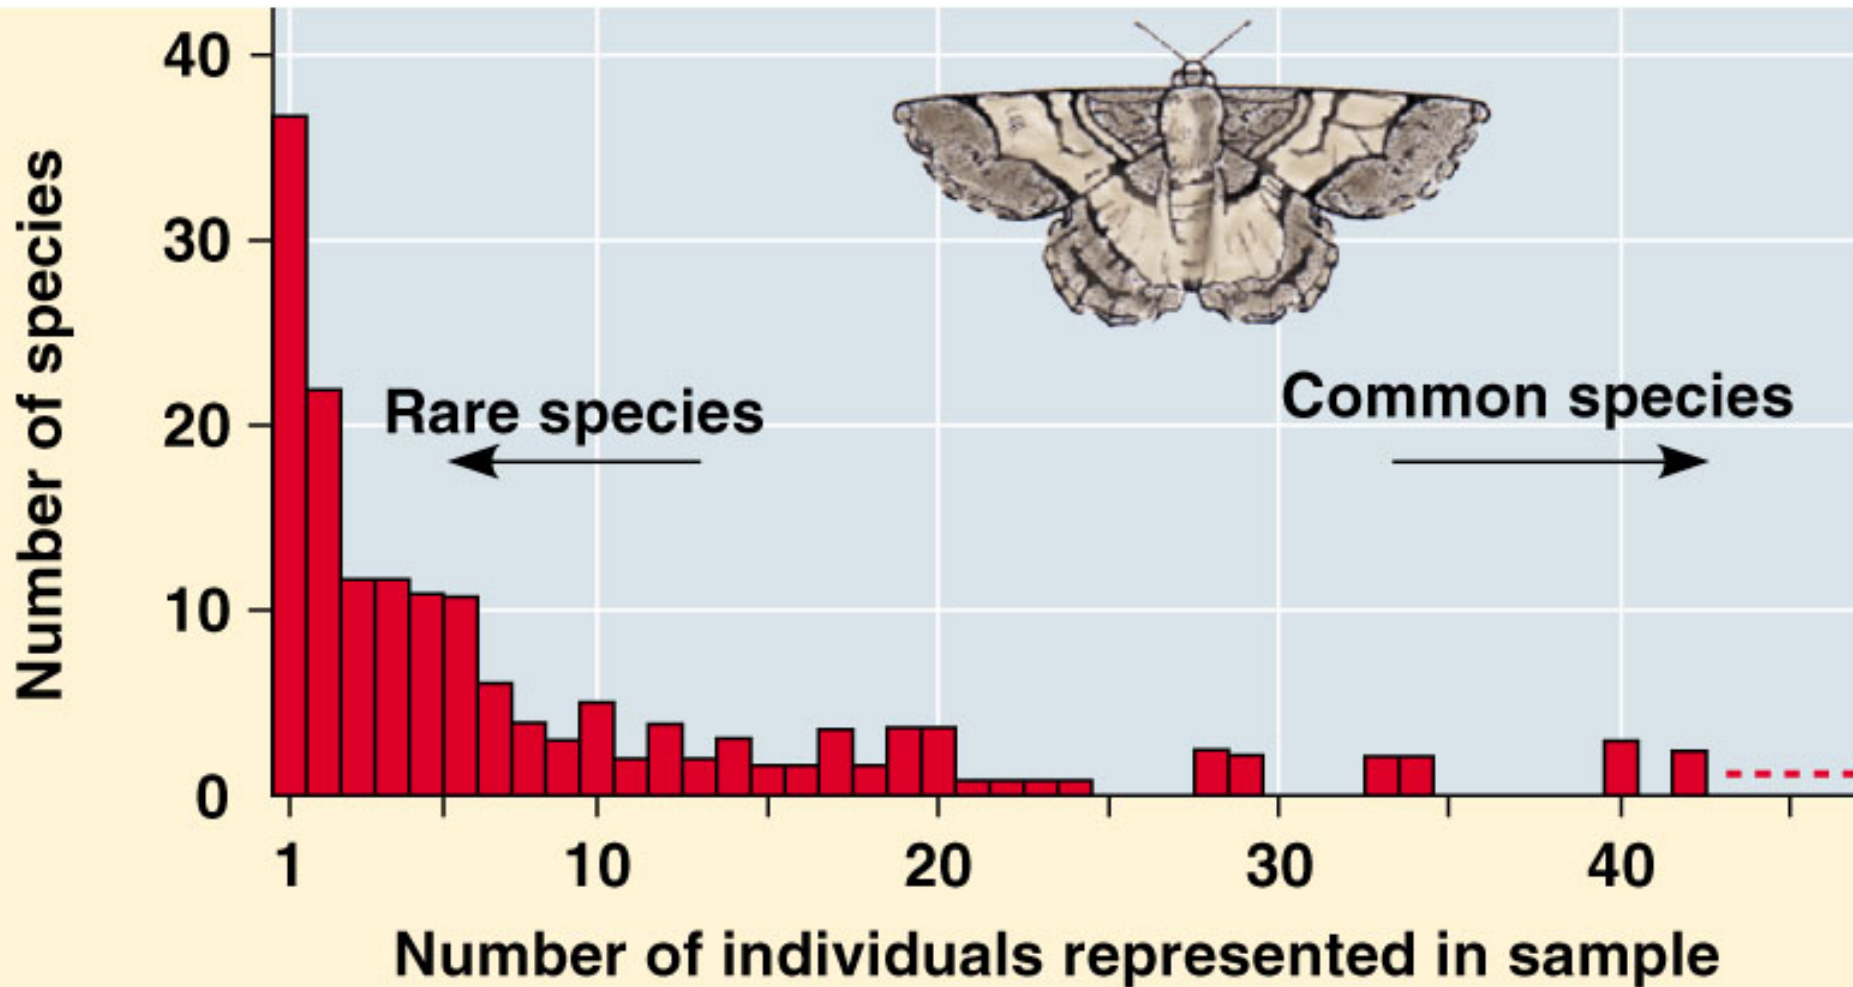 Number of species
40
30
20
10
0
Rare species
Common species
1 10 20 30 40
Number of individuals represented in sample